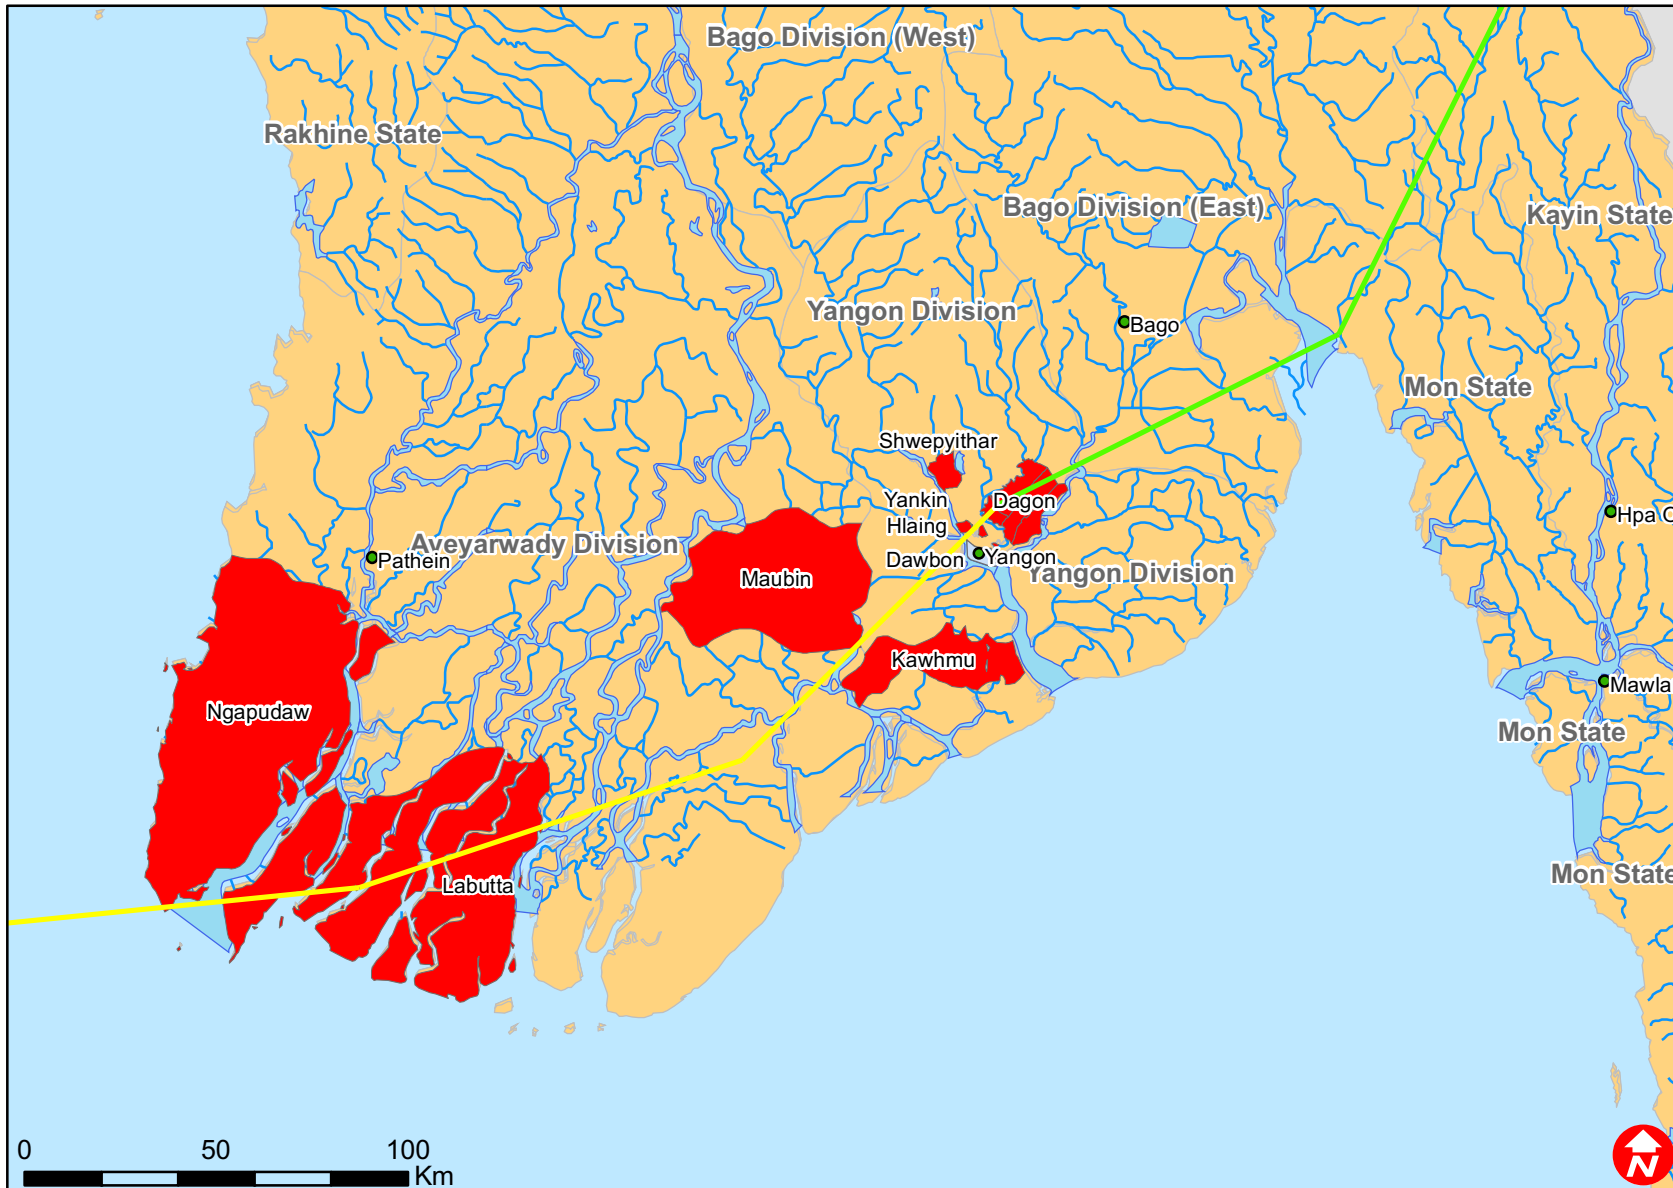 Bago Division (West)
Rakhine State
Bago Division (East)
Kayin State
Yangon Division
Bago
Mon State
Shwepyithar
Yankin
Dagon
Hlaing
Hpa
Ayeyarwady Division
Pathein
Dawbon
Yangon
Yangon Division
Maubin
Kawhmu
Mawla
Ngapudaw
Mon State
Labutta
Mon State
0 50 100
Km
N